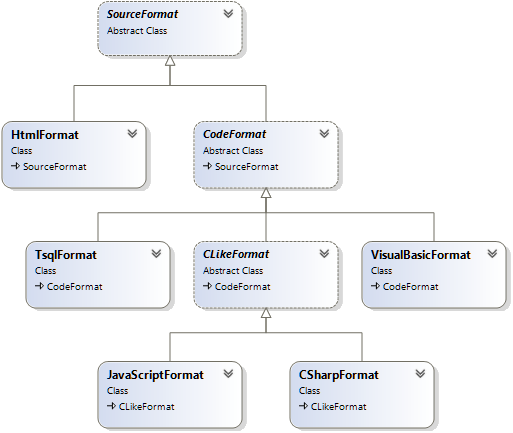 SourceFormat
Abstract Class
HtmlFormat
Class
SourceFormat
CodeFormat
Abstract Class
SourceFormat
TsqlFormat
Class
CodeFormat
CLikeFormat
Abstract Class
CodeFormat
VisualBasicFormat
Class
CodeFormat
JavaScriptFormat
Class
CLikeFormat
CSharpFormat
Class
CLikeFormat